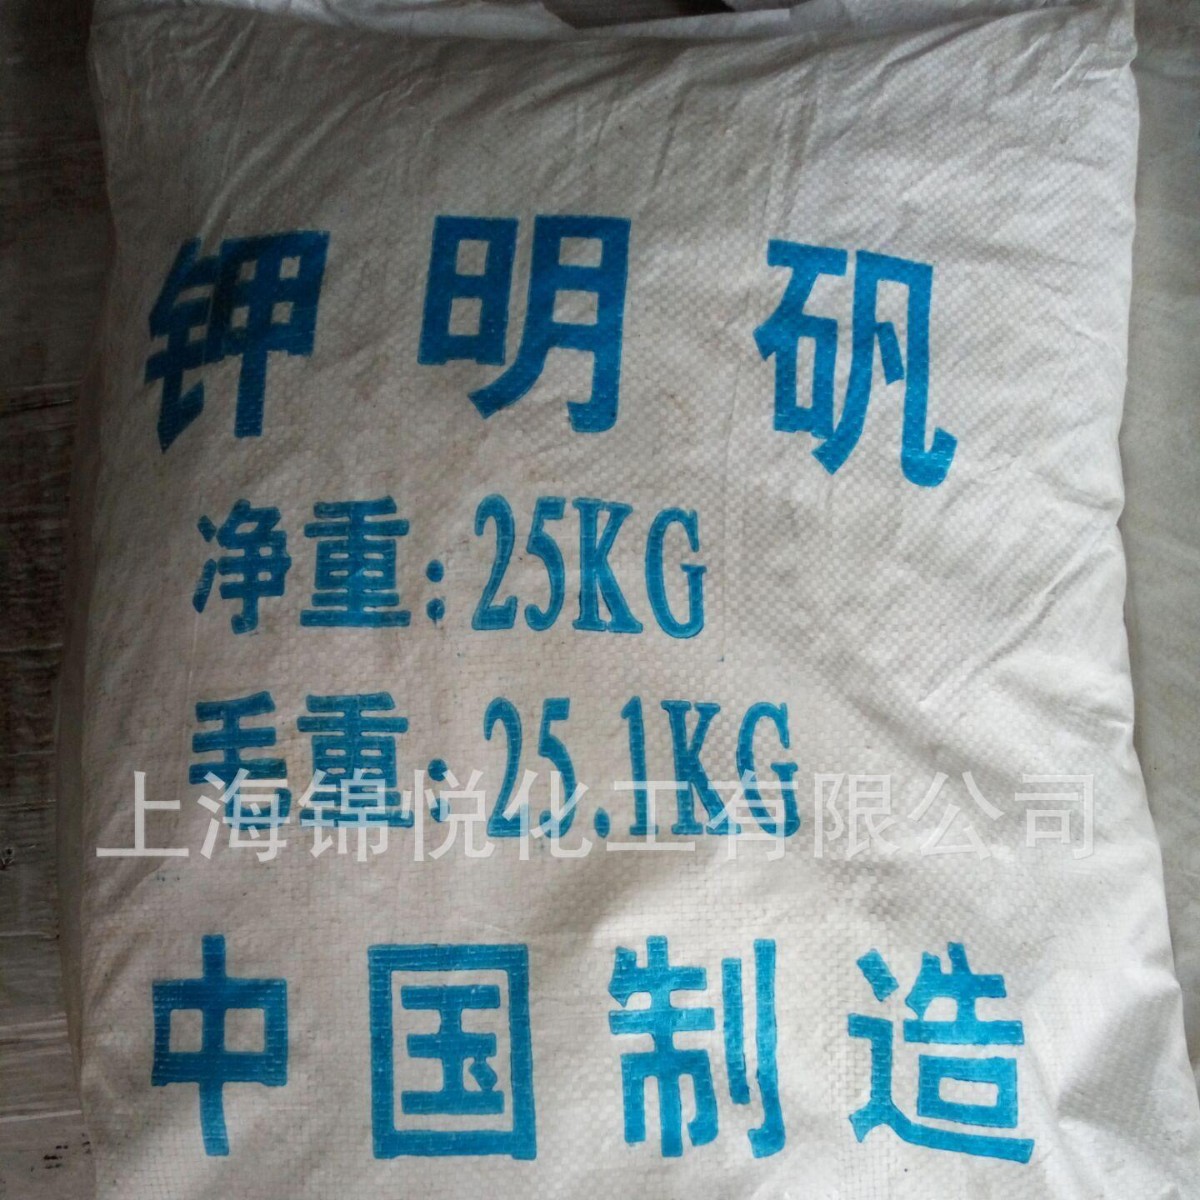 钾明矾
净重:25KG
毛重:25.1KG
上海锦悦化工有限公司
中国制造